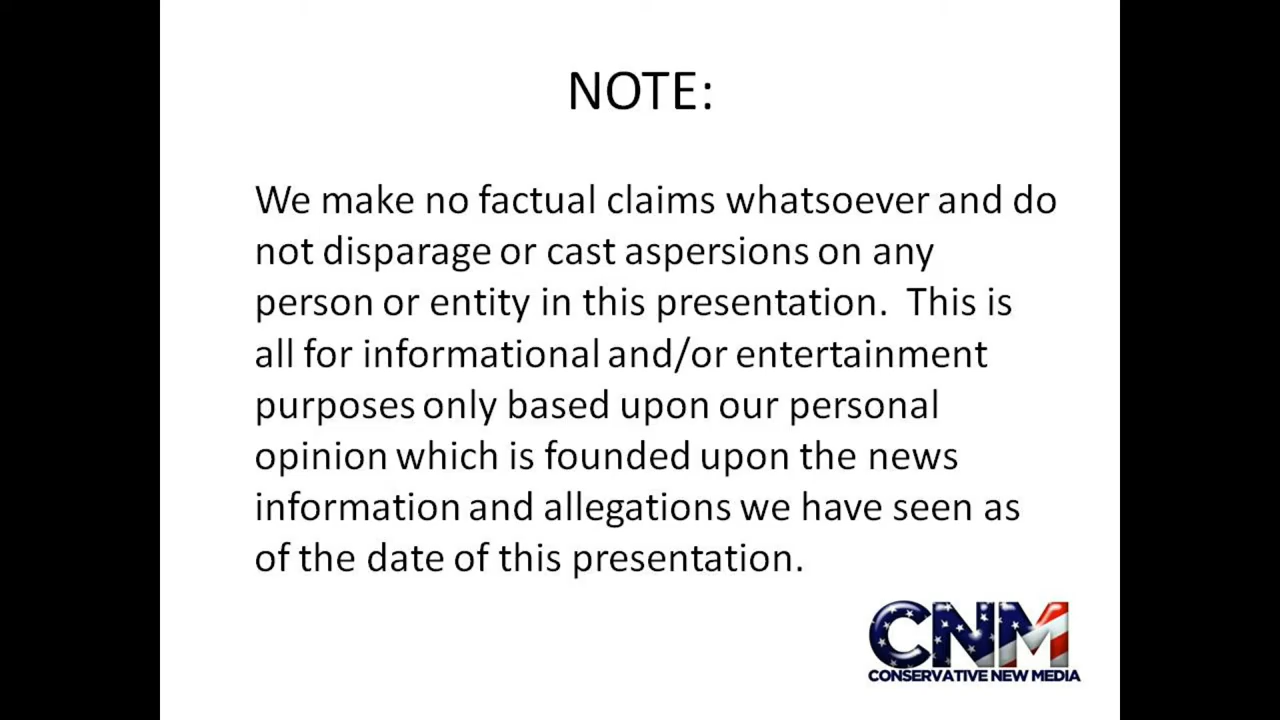 NOTE:
We make no factual claims whatsoever and do
not disparage or cast aspersions on any
person or entity in this presentation.  This is
all for informational and/or entertainment
purposes only based upon our personal
opinion which is founded upon the news
information and allegations we have seen as
of the date of this presentation.
CNM
CONSERVATIVE NEW MEDIA